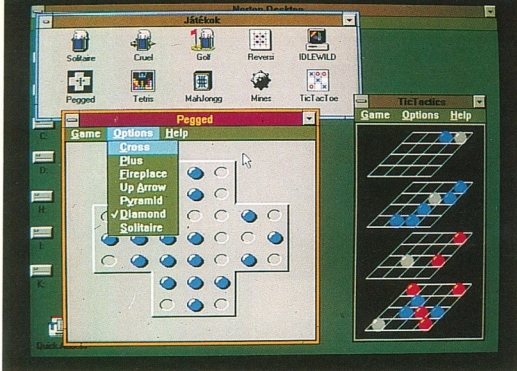 Norton Desktop
Játékok
Solitaire
Cruel
Golf
Reversi
IDLEWILD
Pegged
Tetris
MahJongg
Mines
TicTacToe
Pegged
Game Options Help
Cross
Plus
Fireplace
Up Arrow
Pyramid
✓Diamond
Solitaire
TicTactics
Game Options Help
C:
D:
H:
I:
K: